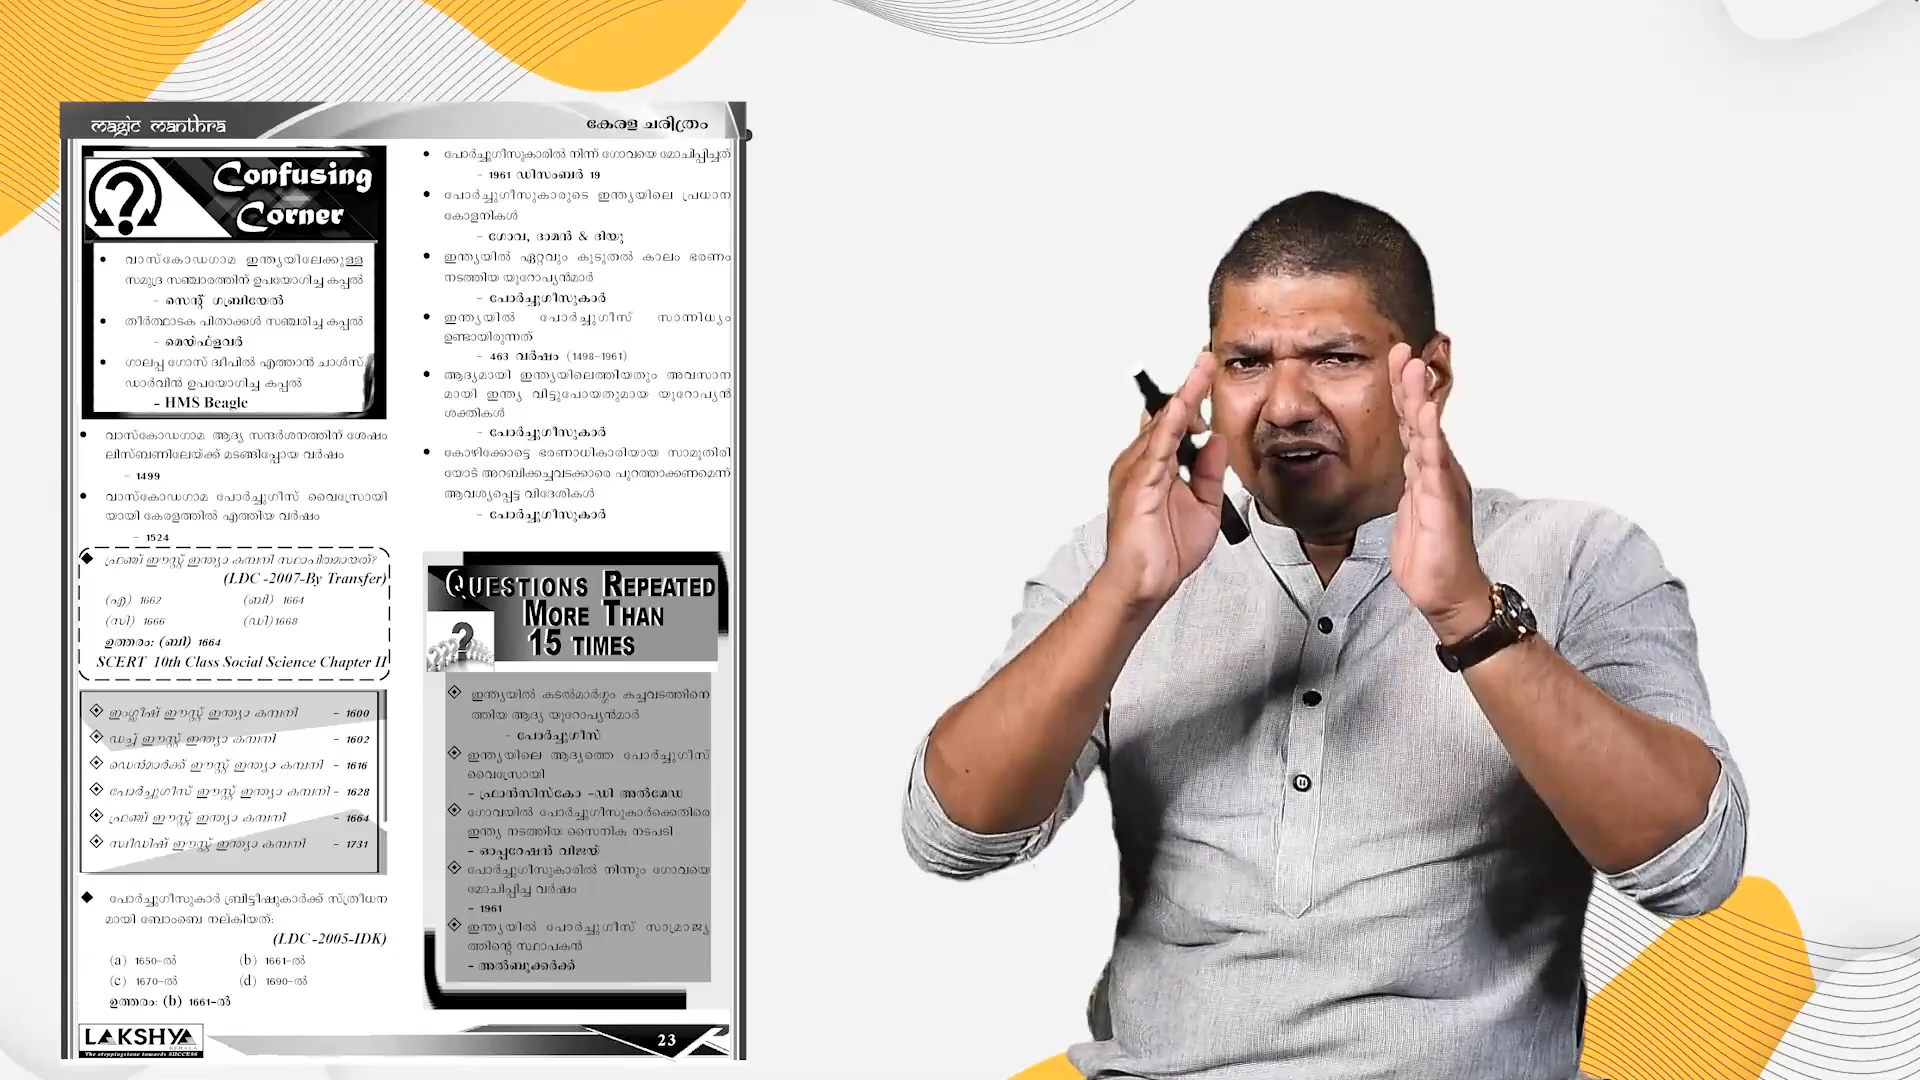 magic manthra
കേരള ചരിത്രം
Confusing
Corner
• വാസ്കോഡഗാമ ഇന്ത്യയിലേക്കുള്ള
സമുദ്ര സഞ്ചാരത്തിന് ഉപയോഗിച്ച കപ്പൽ
- സെന്റ് ഗബ്രിയേൽ
• തീർത്ഥാടക പിതാക്കൾ സഞ്ചരിച്ച കപ്പൽ
- മെയ്ഫ്ളവർ
• ഗാലപ്പ ഗോസ് ദ്വീപിൽ എത്താൻ ചാൾസ്
ഡാർവിൻ ഉപയോഗിച്ച കപ്പൽ
- HMS Beagle
• വാസ്കോഡഗാമ ആദ്യ സന്ദർശനത്തിന് ശേഷം
ലിസ്ബണിലേയ്ക്ക് മടങ്ങിപ്പോയ വർഷം
- 1499
• വാസ്കോഡഗാമ പോർച്ചുഗീസ് വൈസ്രോയി
യായി കേരളത്തിൽ എത്തിയ വർഷം
- 1524
◆ ഫ്രഞ്ച് ഈസ്റ്റ് ഇന്ത്യാ കമ്പനി സ്ഥാപിതമായത്?
(LDC -2007-By Transfer)
(എ) 1662 (ബി) 1664
(സി) 1666 (ഡി)1668
ഉത്തരം: (ബി) 1664
SCERT 10th Class Social Science Chapter II
ഇംഗ്ലീഷ് ഈസ്റ്റ് ഇന്ത്യാ കമ്പനി - 1600
ഡച്ച് ഈസ്റ്റ് ഇന്ത്യാ കമ്പനി - 1602
ഡെൻമാർക്ക് ഈസ്റ്റ് ഇന്ത്യാ കമ്പനി - 1616
പോർച്ചുഗീസ് ഈസ്റ്റ് ഇന്ത്യാ കമ്പനി - 1628
ഫ്രഞ്ച് ഈസ്റ്റ് ഇന്ത്യാ കമ്പനി - 1664
സ്വീഡിഷ് ഈസ്റ്റ് ഇന്ത്യാ കമ്പനി - 1731
◆ പോർച്ചുഗീസുകാർ ബ്രിട്ടീഷുകാർക്ക് സ്ത്രീധന
മായി ബോംബെ നല്കിയത്:
(LDC -2005-IDK)
(a) 1650-ൽ (b) 1661-ൽ
(c) 1670-ൽ (d) 1690-ൽ
ഉത്തരം: (b) 1661-ൽ
• പോർച്ചുഗീസുകാരിൽ നിന്ന് ഗോവയെ മോചിപ്പിച്ചത്
- 1961 ഡിസംബർ 19
• പോർച്ചുഗീസുകാരുടെ ഇന്ത്യയിലെ പ്രധാന
കോളനികൾ
- ഗോവ, ദാമൻ & ദിയു
• ഇന്ത്യയിൽ ഏറ്റവും കൂടുതൽ കാലം ഭരണം
നടത്തിയ യൂറോപ്യൻമാർ
- പോർച്ചുഗീസുകാർ
• ഇന്ത്യയിൽ പോർച്ചുഗീസ് സാന്നിധ്യം
ഉണ്ടായിരുന്നത്
- 463 വർഷം (1498-1961)
• ആദ്യമായി ഇന്ത്യയിലെത്തിയതും അവസാന
മായി ഇന്ത്യ വിട്ടുപോയതുമായ യൂറോപ്യൻ
ശക്തികൾ
- പോർച്ചുഗീസുകാർ
• കോഴിക്കോട്ടെ ഭരണാധികാരിയായ സാമൂതിരി
യോട് അറബിക്കച്ചവടക്കാരെ പുറത്താക്കണമെന്ന്
ആവശ്യപ്പെട്ട വിദേശികൾ
- പോർച്ചുഗീസുകാർ
QUESTIONS REPEATED
MORE THAN
15 TIMES
ഇന്ത്യയിൽ കടൽമാർഗ്ഗം കച്ചവടത്തിനെ
ത്തിയ ആദ്യ യൂറോപ്യൻമാർ
- പോർച്ചുഗീസ്
ഇന്ത്യയിലെ ആദ്യത്തെ പോർച്ചുഗീസ്
വൈസ്രോയി
- ഫ്രാൻസിസ്കോ -ഡി അൽമേഡ
ഗോവയിൽ പോർച്ചുഗീസുകാർക്കെതിരെ
ഇന്ത്യ നടത്തിയ സൈനിക നടപടി
- ഓപ്പറേഷൻ വിജയ്
പോർച്ചുഗീസുകാരിൽ നിന്നും ഗോവയെ
മോചിപ്പിച്ച വർഷം
- 1961
ഇന്ത്യയിൽ പോർച്ചുഗീസ് സാമ്രാജ്യ
ത്തിന്റെ സ്ഥാപകൻ
- അൽബുക്കർക്ക്
LAKSHYA
KERALA
The steppingstone towards SUCCESS
23